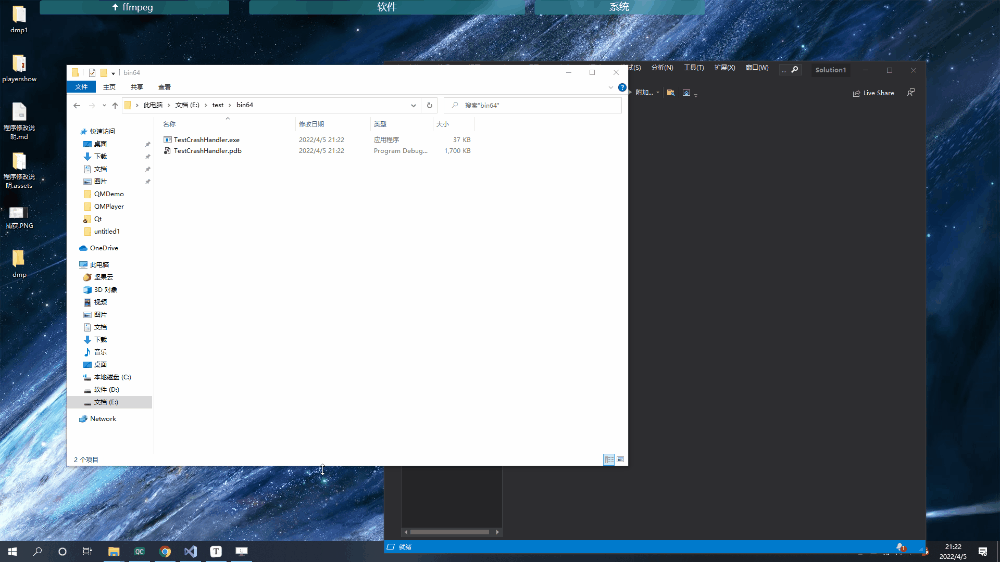 dmp1
playershow
程序修改说明.md
程序修改说明.assets
dmp
↑ ffmpeg
软件
系统
bin64
文件
主页
共享
查看
此电脑 > 文档 (E:) > test > bin64
搜索"bin64"
名称
修改日期
类型
大小
TestCrashHandler.exe
2022/4/5 21:22
应用程序
37 KB
TestCrashHandler.pdb
2022/4/5 21:22
Program Debug...
1,700 KB
快速访问
桌面
下载
文档
图片
QMDemo
QMPlayer
Qt
untitled1
OneDrive
此电脑
坚果云
3D 对象
视频
图片
文档
下载
音乐
桌面
本地磁盘 (C:)
软件 (D:)
文档 (E:)
Network
2 个项目
分析(N)
工具(T)
扩展(X)
窗口(W)
Solution1
附加...
Live Share
就绪
21:22
2022/4/5